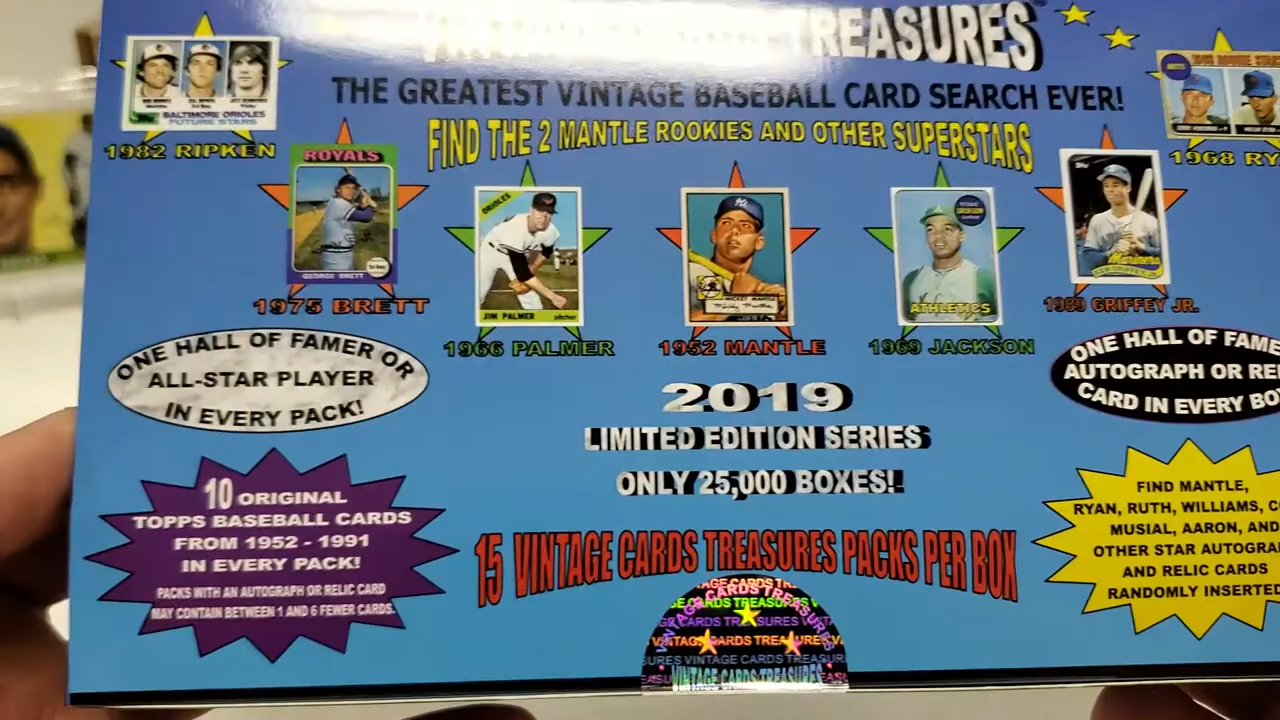 TREASURES
THE GREATEST VINTAGE BASEBALL CARD SEARCH EVER!
FIND THE 2 MANTLE ROOKIES AND OTHER SUPERSTARS
BALTIMORE ORIOLES
FUTURE STARS
1982 RIPKEN
ROYALS
GEORGE BRETT
1975 BRETT
ORIOLES
JIM PALMER pitcher
1966 PALMER
MICKEY MANTLE
1952 MANTLE
REGGIE JACKSON
ATHLETICS
1969 JACKSON
Topps
Mariners
1989 GRIFFEY JR.
METS
1968 RY
ONE HALL OF FAMER OR
ALL-STAR PLAYER
IN EVERY PACK!
2019
LIMITED EDITION SERIES
ONLY 25,000 BOXES!
ONE HALL OF FAME
AUTOGRAPH OR REL
CARD IN EVERY BO
10 ORIGINAL
TOPPS BASEBALL CARDS
FROM 1952 - 1991
IN EVERY PACK!
PACKS WITH AN AUTOGRAPH OR RELIC CARD
MAY CONTAIN BETWEEN 1 AND 6 FEWER CARDS.
15 VINTAGE CARDS TREASURES PACKS PER BOX
FIND MANTLE,
RYAN, RUTH, WILLIAMS, C
MUSIAL, AARON, AND
OTHER STAR AUTOGRA
AND RELIC CARDS
RANDOMLY INSERTED
VINTAGE CARDS TREASURES